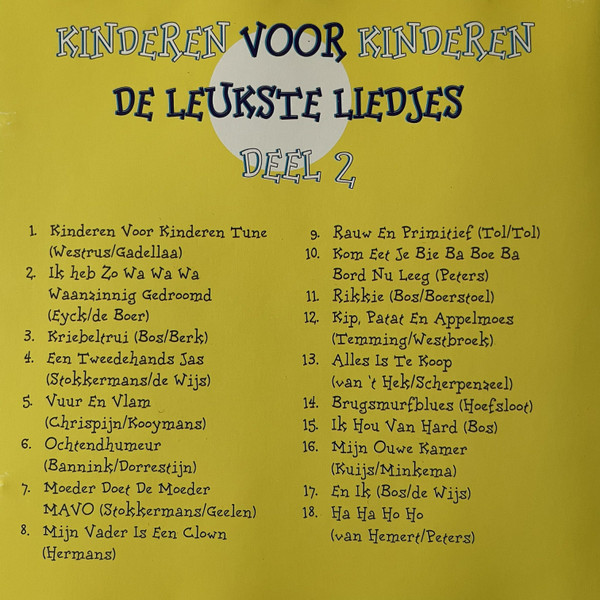 KINDEREN VOOR KINDEREN
DE LEUKSTE LIEDJES
DEEL 2
1. Kinderen Voor Kinderen Tune
(Westrus/Gadellaa)
2. Ik heb Zo Wa Wa Wa
Waanzinnig Gedroomd
(Eyck/de Boer)
3. Kriebeltrui (Bos/Berk)
4. Een Tweedehands Jas
(Stokkermans/de Wijs)
5. Vuur En Vlam
(Chrispijn/Kooymans)
6. Ochtendhumeur
(Bannink/Dorrestijn)
7. Moeder Doet De Moeder
MAVO (Stokkermans/Geelen)
8. Mijn Vader Is Een Clown
(Hermans)
9. Rauw En Primitief (Tol/Tol)
10. Kom Eet Je Bie Ba Boe Ba
Bord Nu Leeg (Peters)
11. Rikkie (Bos/Boerstoel)
12. Kip, Patat En Appelmoes
(Temming/Westbroek)
13. Alles Is Te Koop
(van 't Hek/Scherpenzeel)
14. Brugsmurfblues (Hoefsloot)
15. Ik Hou Van Hard (Bos)
16. Mijn Ouwe Kamer
(Kuijs/Minkema)
17. En Ik (Bos/de Wijs)
18. Ha Ha Ho Ho
(van Hemert/Peters)